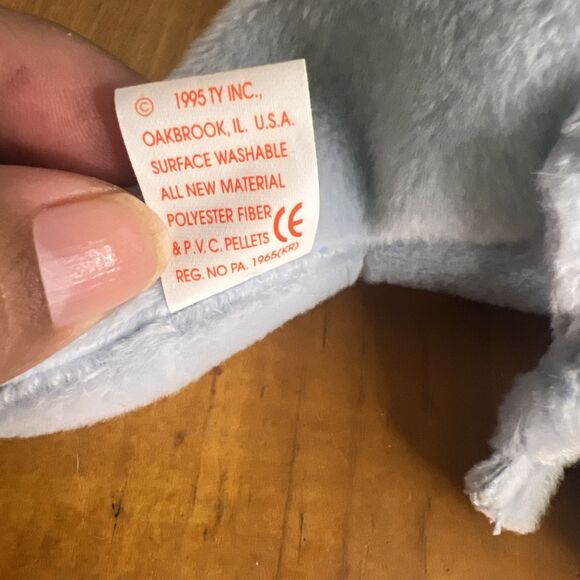 © 1995 TY INC.,
OAKBROOK, IL. U.S.A.
SURFACE WASHABLE
ALL NEW MATERIAL
POLYESTER FIBER
& P.V.C. PELLETS CE
REG. NO PA. 1965(KR)